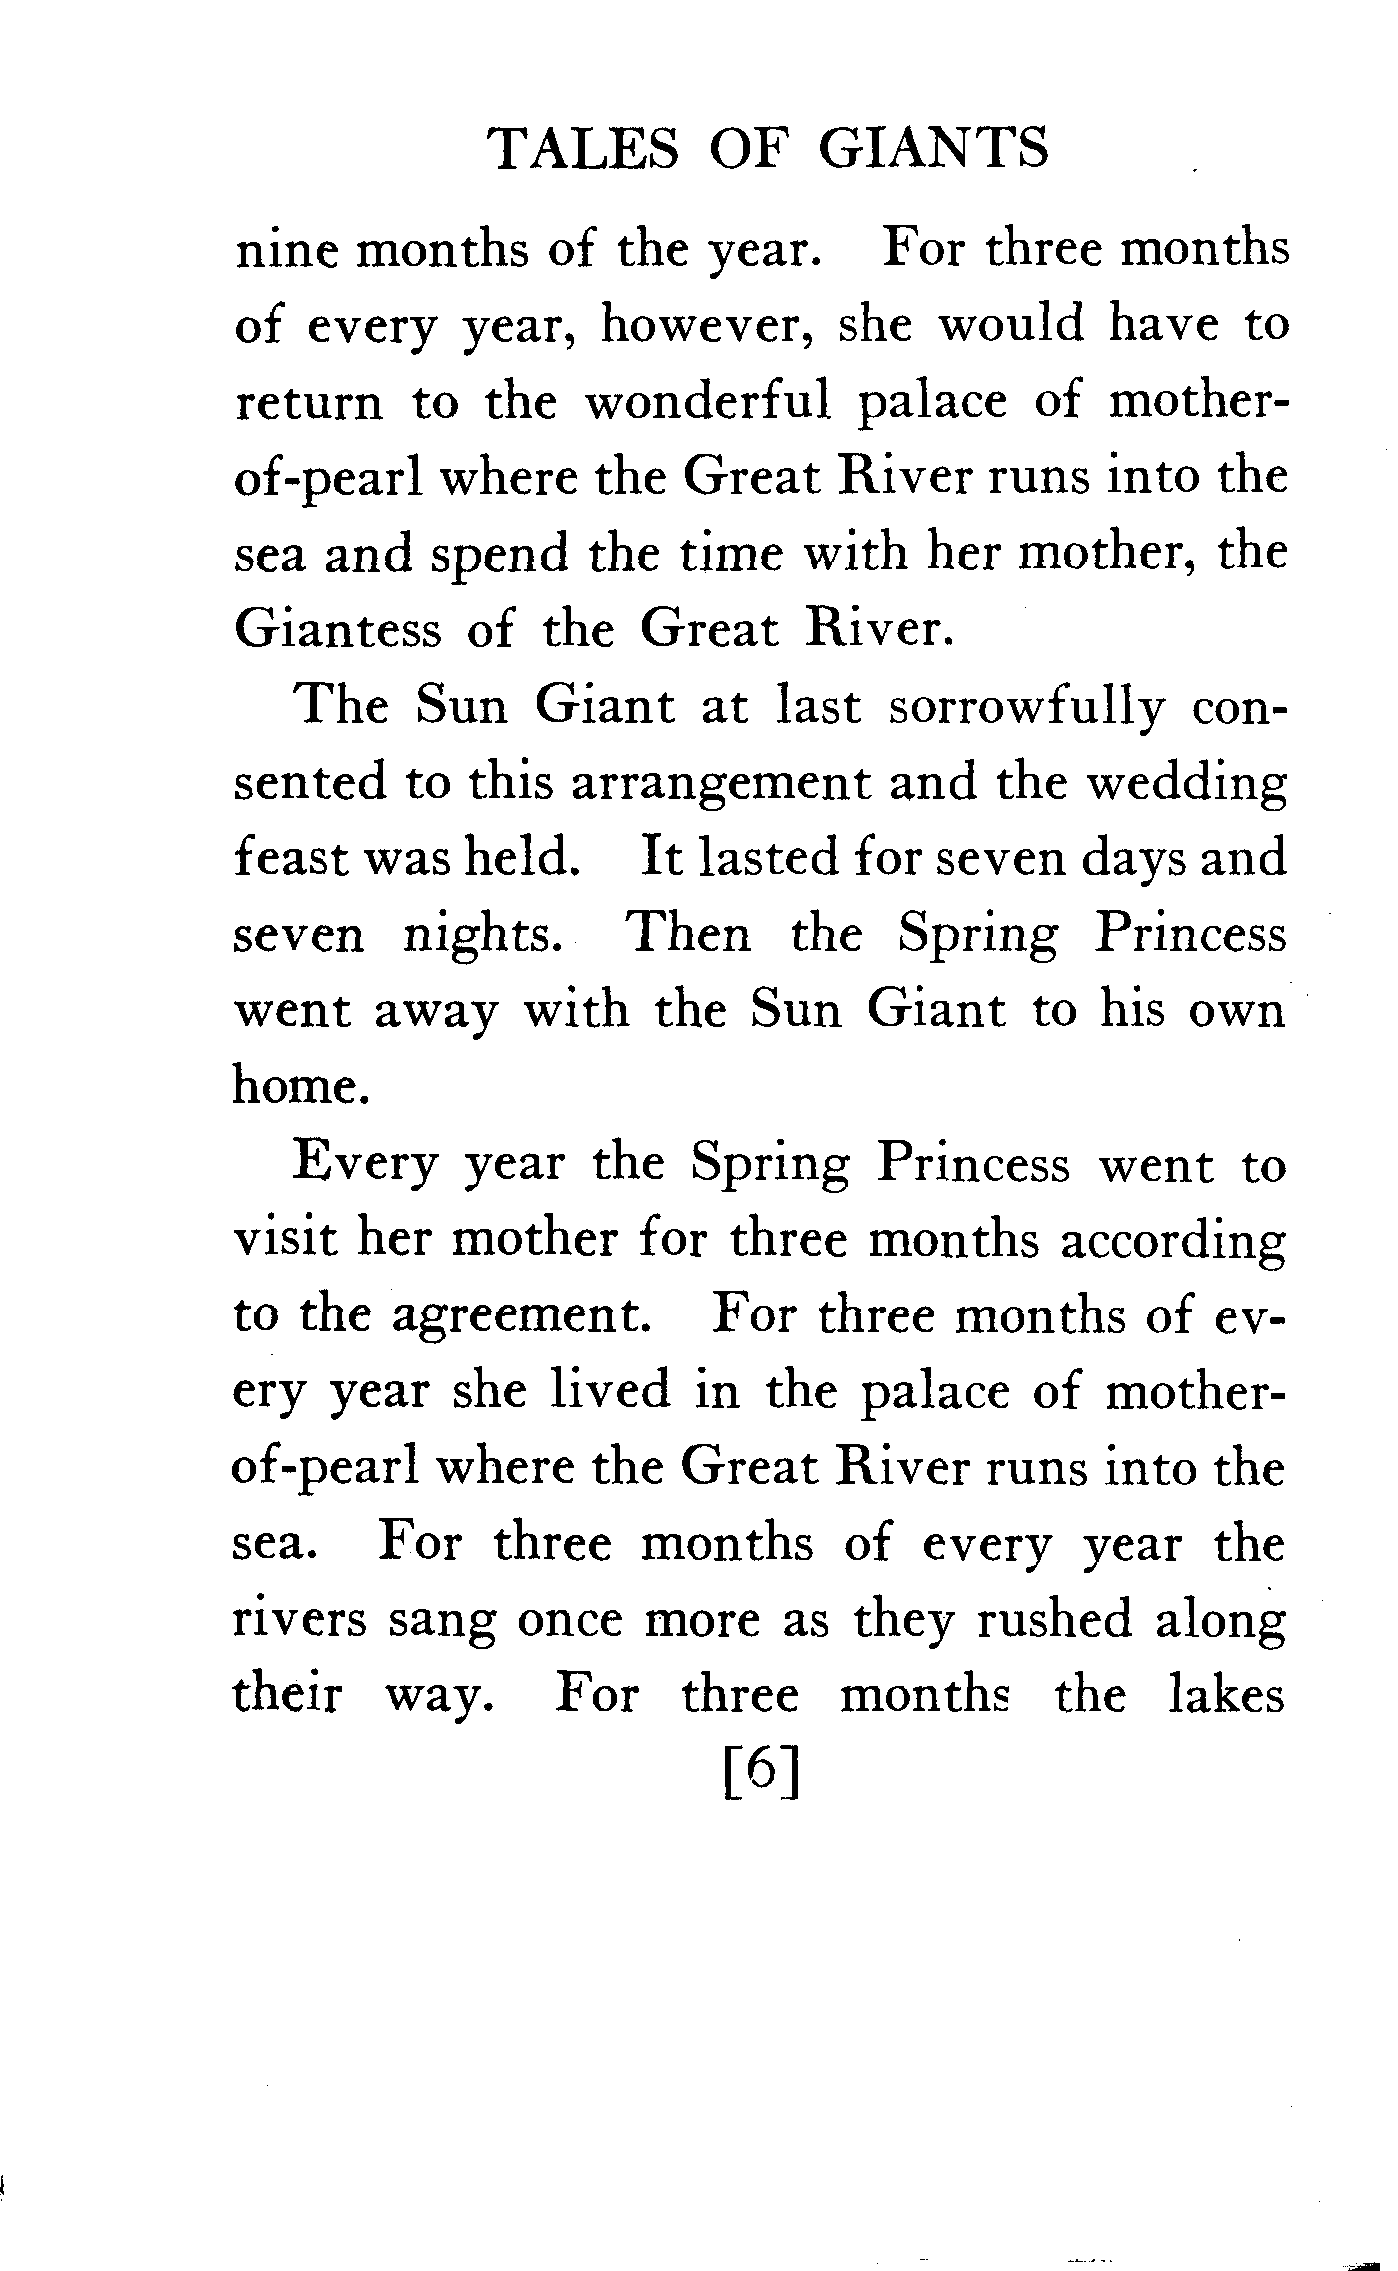 TALES OF GIANTS
nine months of the year. For three months
of every year, however, she would have to
return to the wonderful palace of mother-
of-pearl where the Great River runs into the
sea and spend the time with her mother, the
Giantess of the Great River.
The Sun Giant at last sorrowfully con-
sented to this arrangement and the wedding
feast was held. It lasted for seven days and
seven nights. Then the Spring Princess
went away with the Sun Giant to his own
home.
Every year the Spring Princess went to
visit her mother for three months according
to the agreement. For three months of ev-
ery year she lived in the palace of mother-
of-pearl where the Great River runs into the
sea. For three months of every year the
rivers sang once more as they rushed along
their way. For three months the lakes
[6]